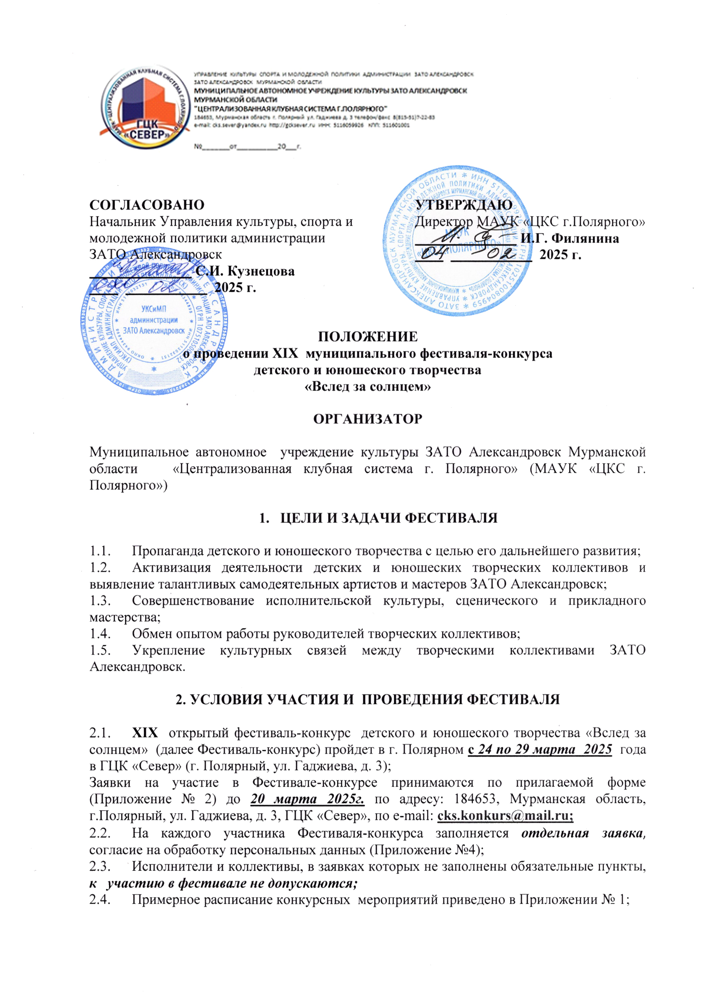 УПРАВЛЕНИЕ КУЛЬТУРЫ СПОРТА И МОЛОДЕЖНОЙ ПОЛИТИКИ АДМИНИСТРАЦИИ ЗАТО АЛЕКСАНДРОВСК
ЗАТО АЛЕКСАНДРОВСК МУРМАНСКОЙ ОБЛАСТИ
МУНИЦИПАЛЬНОЕ АВТОНОМНОЕ УЧРЕЖДЕНИЕ КУЛЬТУРЫ ЗАТО АЛЕКСАНДРОВСК
МУРМАНСКОЙ ОБЛАСТИ
"ЦЕНТРАЛИЗОВАННАЯ КЛУБНАЯ СИСТЕМА Г.ПОЛЯРНОГО"
184653, Мурманская область г. Полярный ул. Гаджиева д. 3 телефон/факс 8(815-51)7-22-83
e-mail: cks.sever@yandex.ru http://gcksever.ru ИНН: 5116059926 КПП: 511601001
МАУК "ЦЕНТРАЛИЗОВАННАЯ КЛУБНАЯ СИСТЕМА Г.ПОЛЯРНОГО"
ГЦК
«СЕВЕР»
№_______от__________20___г.
СОГЛАСОВАНО
Начальник Управления культуры, спорта и
молодежной политики администрации
ЗАТО Александровск
С.И. Кузнецова
02 2025 г.
УКСиМП
администрации
ЗАТО Александровск
УТВЕРЖДАЮ
Директор МАУК «ЦКС г.Полярного»
И.Г. Филянина
04 02 2025 г.
МАУК
«ЦКС Г.ПОЛЯРНОГО»
ПОЛОЖЕНИЕ
о проведении XIX муниципального фестиваля-конкурса
детского и юношеского творчества
«Вслед за солнцем»
ОРГАНИЗАТОР
Муниципальное автономное учреждение культуры ЗАТО Александровск Мурманской
области «Централизованная клубная система г. Полярного» (МАУК «ЦКС г.
Полярного»)
1. ЦЕЛИ И ЗАДАЧИ ФЕСТИВАЛЯ
1.1. Пропаганда детского и юношеского творчества с целью его дальнейшего развития;
1.2. Активизация деятельности детских и юношеских творческих коллективов и
выявление талантливых самодеятельных артистов и мастеров ЗАТО Александровск;
1.3. Совершенствование исполнительской культуры, сценического и прикладного
мастерства;
1.4. Обмен опытом работы руководителей творческих коллективов;
1.5. Укрепление культурных связей между творческими коллективами ЗАТО
Александровск.
2. УСЛОВИЯ УЧАСТИЯ И ПРОВЕДЕНИЯ ФЕСТИВАЛЯ
2.1. XIX открытый фестиваль-конкурс детского и юношеского творчества «Вслед за
солнцем» (далее Фестиваль-конкурс) пройдет в г. Полярном с 24 по 29 марта 2025 года
в ГЦК «Север» (г. Полярный, ул. Гаджиева, д. 3);
Заявки на участие в Фестивале-конкурсе принимаются по прилагаемой форме
(Приложение № 2) до 20 марта 2025г. по адресу: 184653, Мурманская область,
г.Полярный, ул. Гаджиева, д. 3, ГЦК «Север», по e-mail: cks.konkurs@mail.ru;
2.2. На каждого участника Фестиваля-конкурса заполняется отдельная заявка,
согласие на обработку персональных данных (Приложение №4);
2.3. Исполнители и коллективы, в заявках которых не заполнены обязательные пункты,
к участию в фестивале не допускаются;
2.4. Примерное расписание конкурсных мероприятий приведено в Приложении № 1;